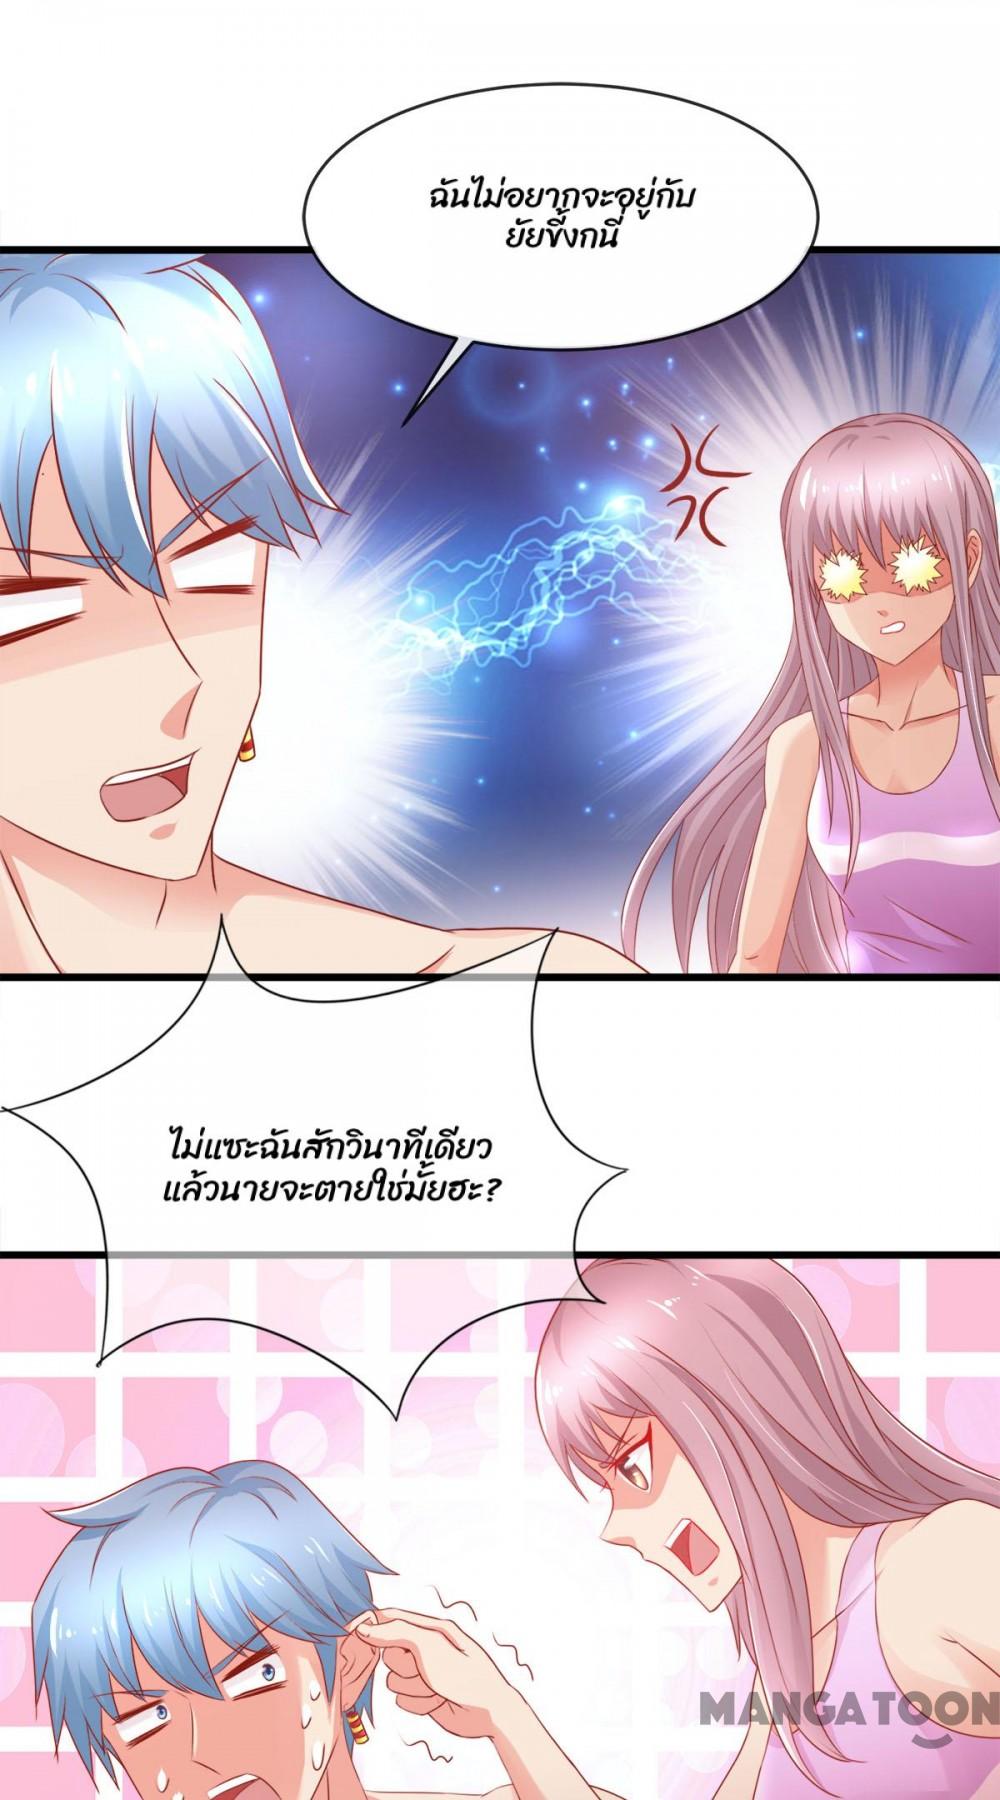 ฉันไม่อยากจะอยู่กับ
ยัยขี้งกนี่
ไม่แซะฉันสักวินาทีเดียว
แล้วนายจะตายใช่มั้ยฮะ?
MANGATOON